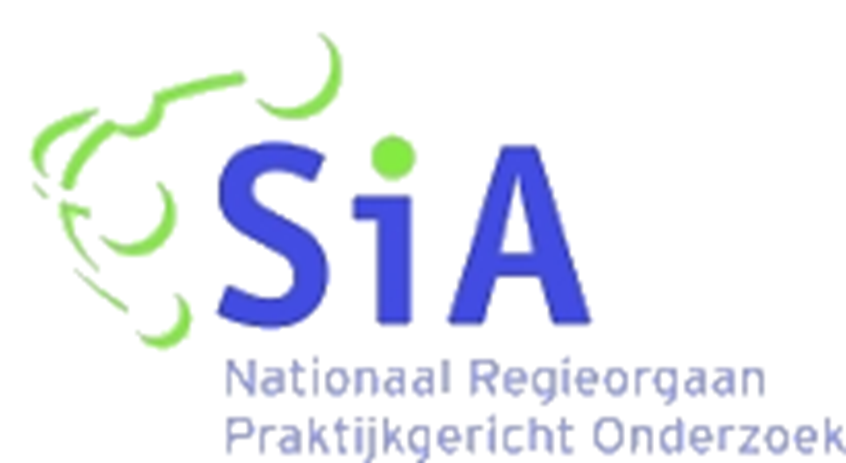 SiA
Nationaal Regieorgaan
Praktijkgericht Onderzoek